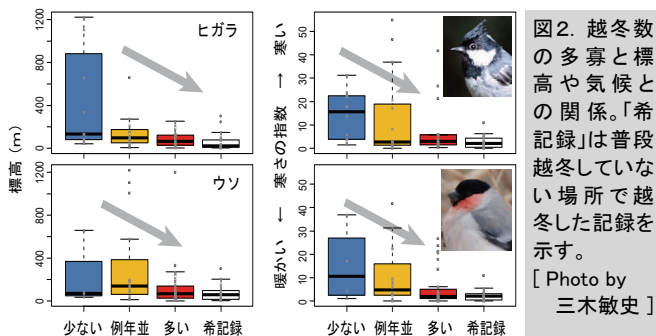 ヒガラ
1200
800
400
0
標高 (m)
ウソ
1200
800
400
0
少ない 例年並 多い 希記録
暖かい ← 寒さの指数 → 寒い
50
40
30
20
10
0
50
40
30
20
10
0
少ない 例年並 多い 希記録
図2. 越冬数
の多寡と標
高や気候と
の関係。「希
記録」は普段
越冬していな
い場所で越
冬した記録を
示す。
[ Photo by
三木敏史 ]